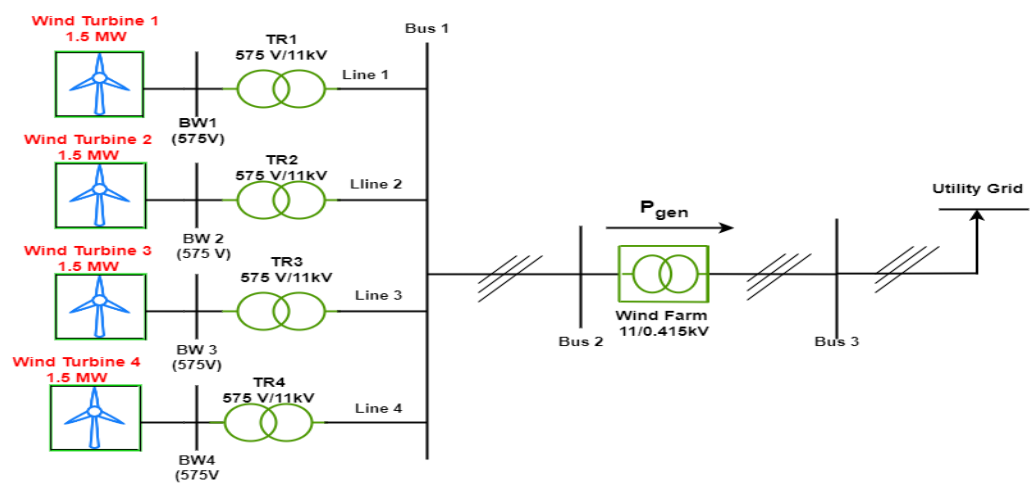 Wind Turbine 1
1.5 MW
TR1
575 V/11kV
Line 1
BW1
(575V)
Bus 1
Wind Turbine 2
1.5 MW
TR2
575 V/11kV
Lline 2
BW 2
(575 V)
Wind Turbine 3
1.5 MW
TR3
575 V/11kV
Line 3
BW 3
(575V)
Wind Turbine 4
1.5 MW
TR4
575 V/11kV
Line 4
BW4
(575V
Bus 2
Pgen
Wind Farm
11/0.415kV
Bus 3
Utility Grid